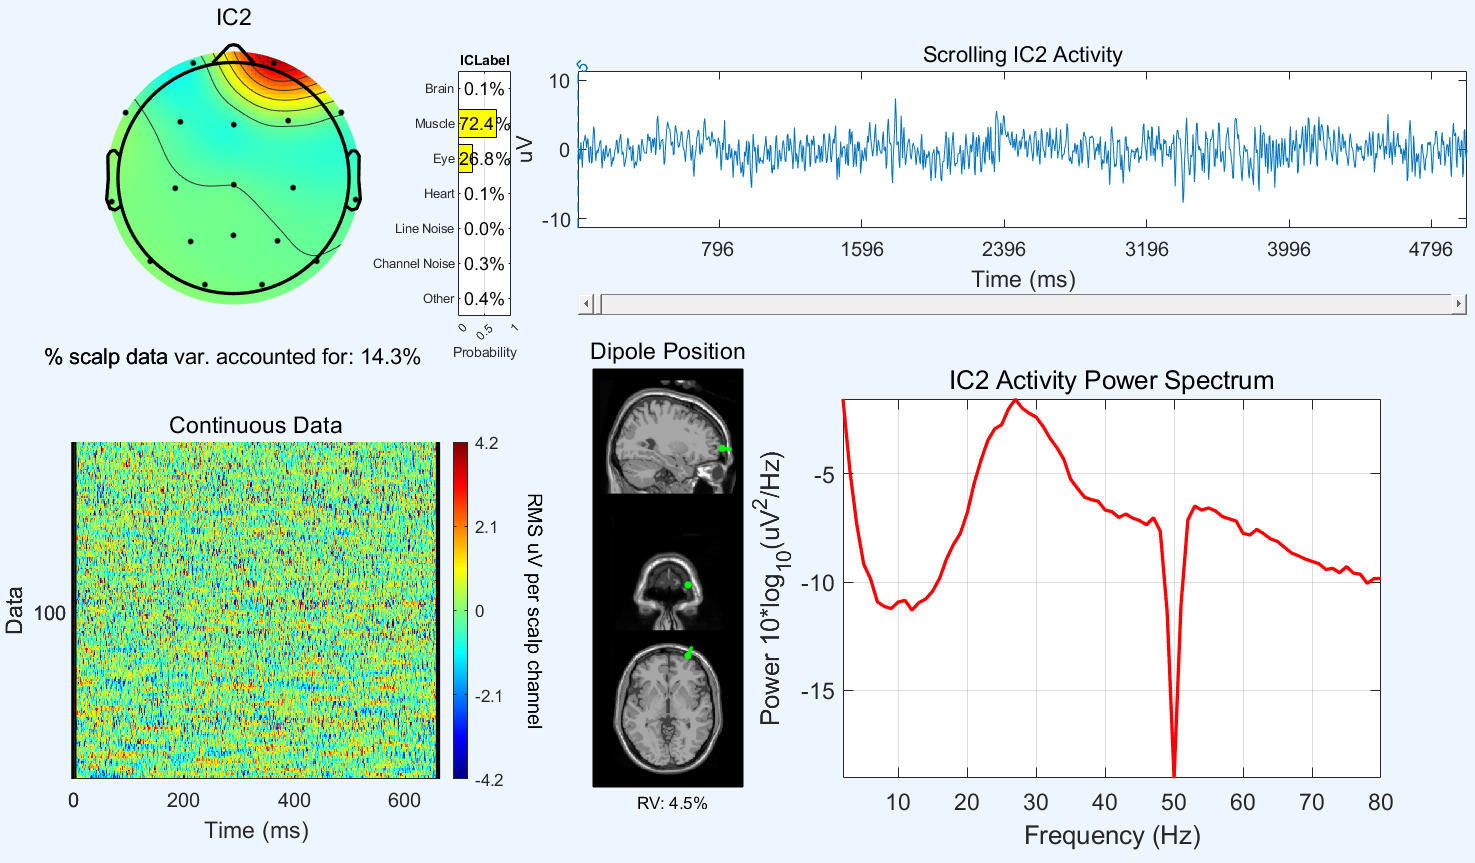 IC2
ICLabel
Brain 0.1%
Muscle 72.4%
Eye 26.8%
Heart 0.1%
Line Noise 0.0%
Channel Noise 0.3%
Other 0.4%
0 0.5 1
Probability
% scalp data var. accounted for: 14.3%
Scrolling IC2 Activity
5
uV
10
0
-10
796 1596 2396 3196 3996 4796
Time (ms)
Continuous Data
Data
100
0 200 400 600
Time (ms)
4.2
2.1
0
-2.1
-4.2
RMS uV per scalp channel
Dipole Position
RV: 4.5%
IC2 Activity Power Spectrum
Power 10*log10(uV2/Hz)
-5
-10
-15
10 20 30 40 50 60 70 80
Frequency (Hz)